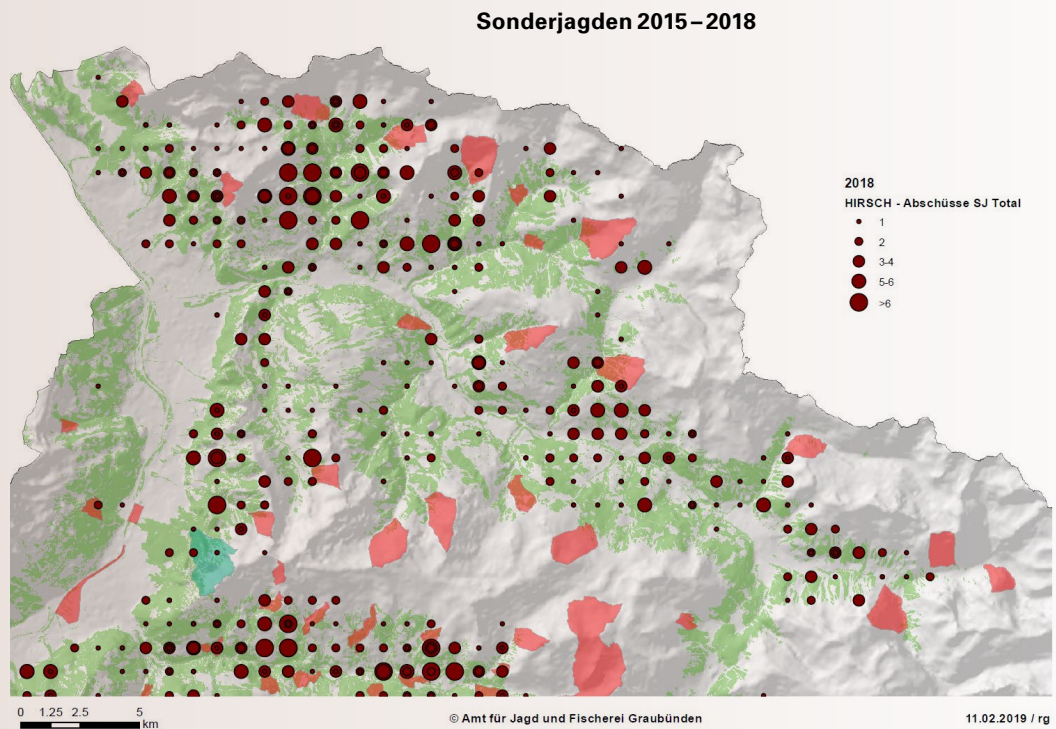 Sonderjagden 2015 – 2018
2018
HIRSCH - Abschüsse SJ Total
1
2
3-4
5-6
>6
0 1.25 2.5 5
km
© Amt für Jagd und Fischerei Graubünden
11.02.2019 / rg